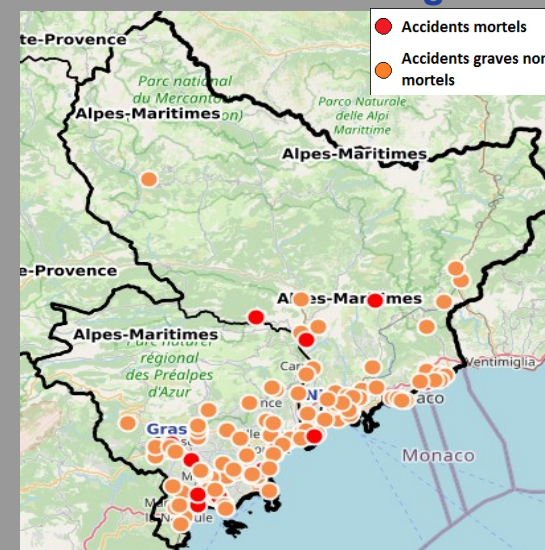 Accidents mortels
Accidents graves non
mortels
te-Provence
Parc national
du Mercantour
Alpes-Maritimes
Parco Naturale
delle Alpi
Marittime
Alpes-Maritimes
e-Provence
Alpes-Maritimes
Alpes-Maritimes
Parc naturel
régional
des Préalpes
d'Azur
Ventimiglia
Gras
Monaco